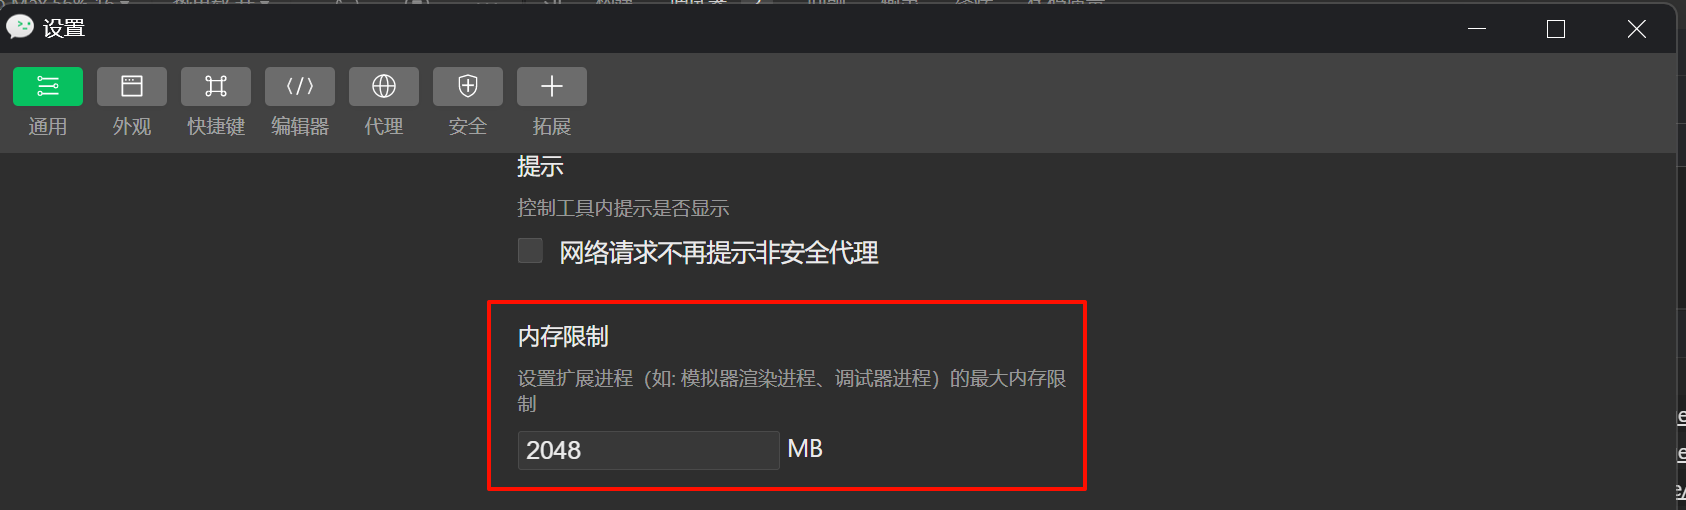 设置
通用 外观 快捷键 编辑器 代理 安全 拓展
提示
控制工具内提示是否显示
网络请求不再提示非安全代理
内存限制
设置扩展进程（如: 模拟器渲染进程、调试器进程）的最大内存限
制
2048 MB